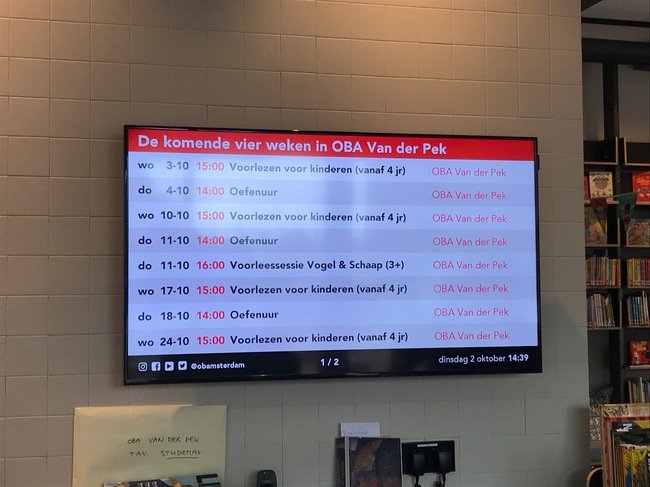 De komende vier weken in OBA Van der Pek
wo 3-10 15:00 Voorlezen voor kinderen (vanaf 4 jr) OBA Van der Pek
do 4-10 14:00 Oefenuur OBA Van der Pek
wo 10-10 15:00 Voorlezen voor kinderen (vanaf 4 jr) OBA Van der Pek
do 11-10 14:00 Oefenuur OBA Van der Pek
do 11-10 16:00 Voorleessessie Vogel & Schaap (3+) OBA Van der Pek
wo 17-10 15:00 Voorlezen voor kinderen (vanaf 4 jr) OBA Van der Pek
do 18-10 14:00 Oefenuur OBA Van der Pek
wo 24-10 15:00 Voorlezen voor kinderen (vanaf 4 jr) OBA Van der Pek
@obamsterdam 1 / 2 dinsdag 2 oktober 14:39
OBA VAN DER PEK
T.A.V. STUDIEMAX